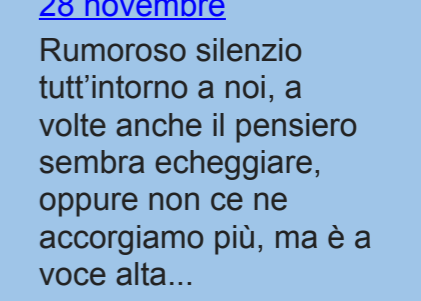 28 novembre
Rumoroso silenzio
tutt’intorno a noi, a
volte anche il pensiero
sembra echeggiare,
oppure non ce ne
accorgiamo più, ma è a
voce alta...